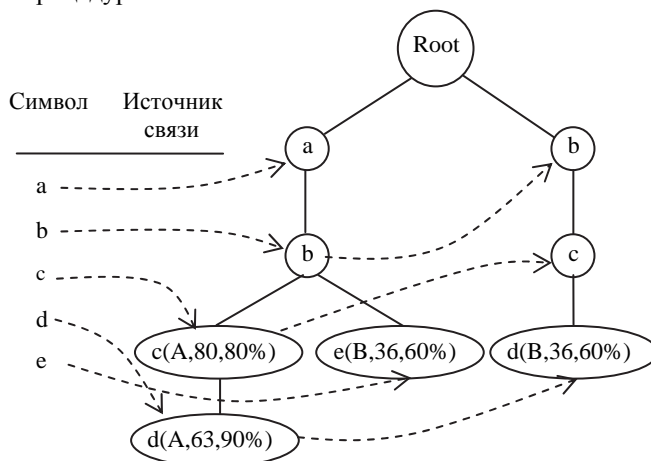 Root
Символ Источник
связи
a
b
a
b
b
c
c
d
e
c(A,80,80%) e(B,36,60%) d(B,36,60%)
d(A,63,90%)